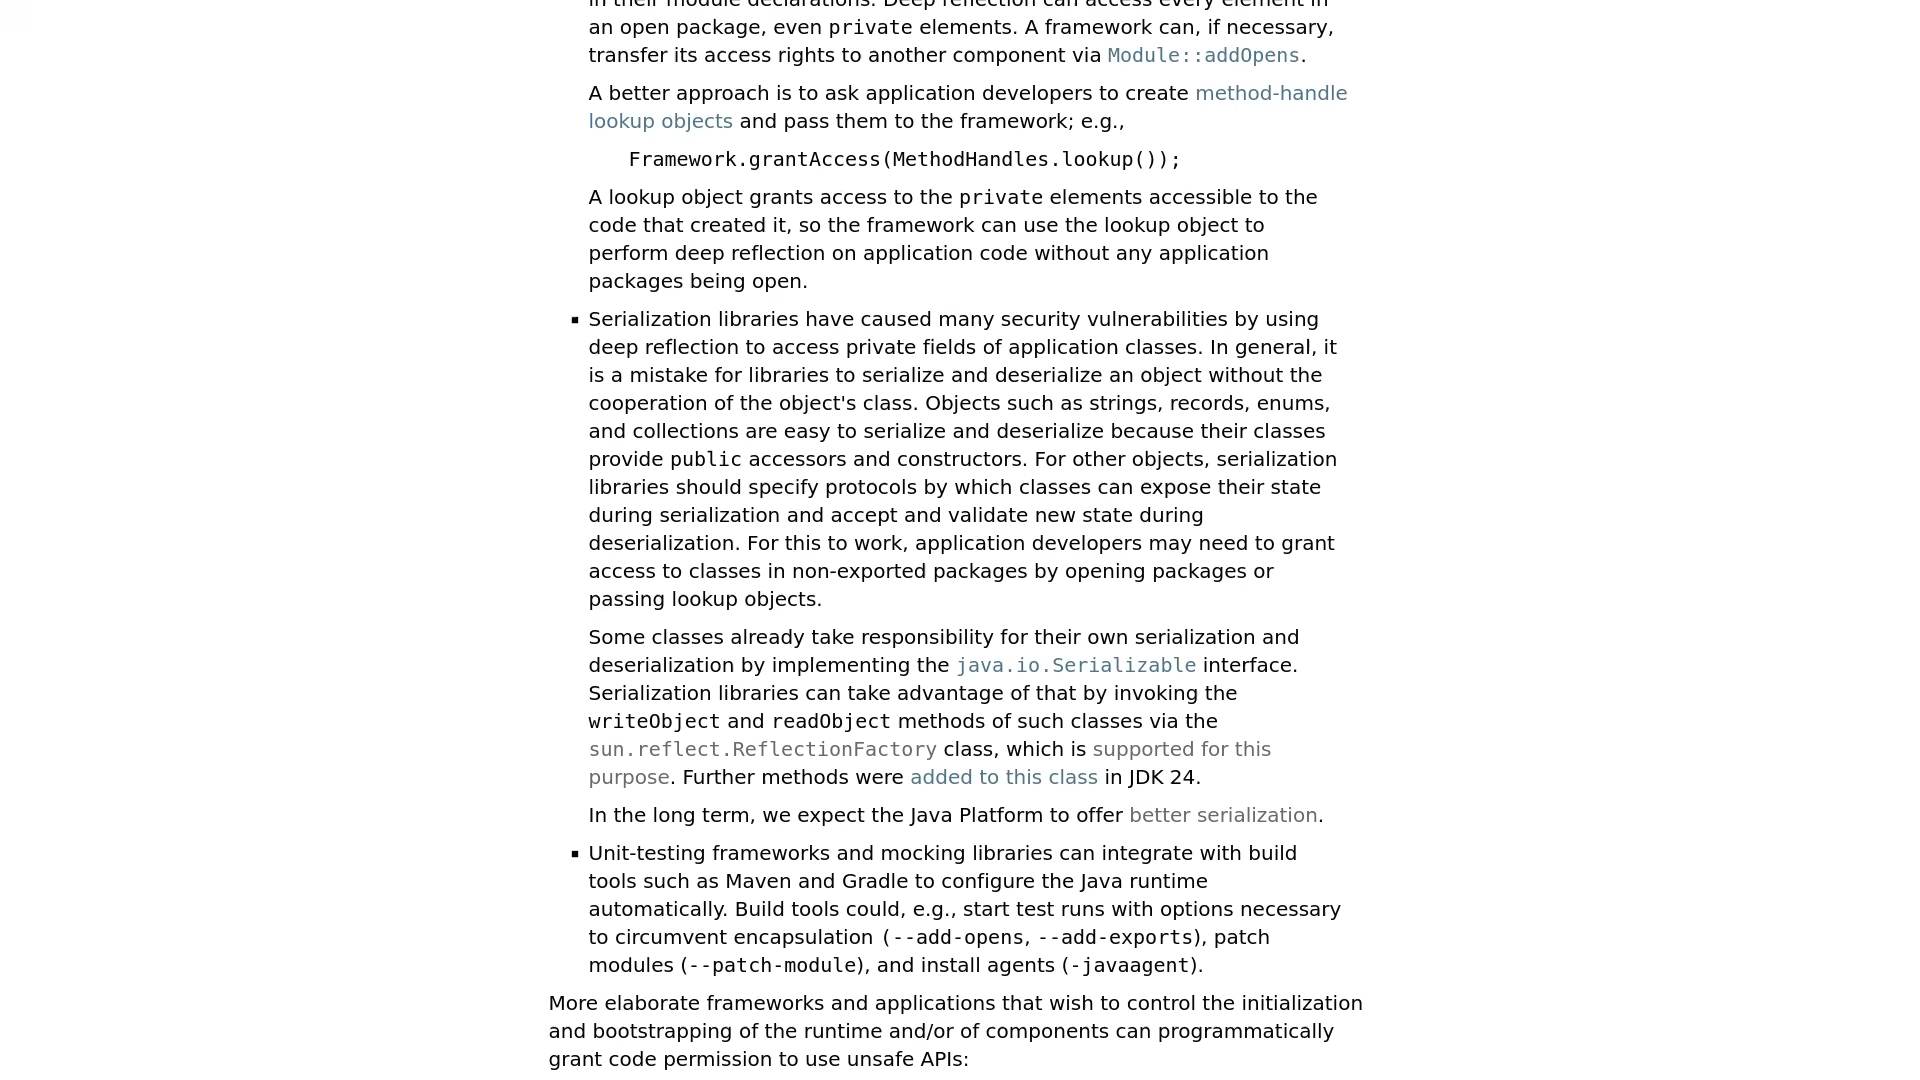 in their module declarations. Deep reflection can access every element in
an open package, even private elements. A framework can, if necessary,
transfer its access rights to another component via Module::addOpens.
A better approach is to ask application developers to create method-handle
lookup objects and pass them to the framework; e.g.,
Framework.grantAccess(MethodHandles.lookup());
A lookup object grants access to the private elements accessible to the
code that created it, so the framework can use the lookup object to
perform deep reflection on application code without any application
packages being open.
▪ Serialization libraries have caused many security vulnerabilities by using
deep reflection to access private fields of application classes. In general, it
is a mistake for libraries to serialize and deserialize an object without the
cooperation of the object's class. Objects such as strings, records, enums,
and collections are easy to serialize and deserialize because their classes
provide public accessors and constructors. For other objects, serialization
libraries should specify protocols by which classes can expose their state
during serialization and accept and validate new state during
deserialization. For this to work, application developers may need to grant
access to classes in non-exported packages by opening packages or
passing lookup objects.
Some classes already take responsibility for their own serialization and
deserialization by implementing the java.io.Serializable interface.
Serialization libraries can take advantage of that by invoking the
writeObject and readObject methods of such classes via the
sun.reflect.ReflectionFactory class, which is supported for this
purpose. Further methods were added to this class in JDK 24.
In the long term, we expect the Java Platform to offer better serialization.
▪ Unit-testing frameworks and mocking libraries can integrate with build
tools such as Maven and Gradle to configure the Java runtime
automatically. Build tools could, e.g., start test runs with options necessary
to circumvent encapsulation (--add-opens, --add-exports), patch
modules (--patch-module), and install agents (-javaagent).
More elaborate frameworks and applications that wish to control the initialization
and bootstrapping of the runtime and/or of components can programmatically
grant code permission to use unsafe APIs: